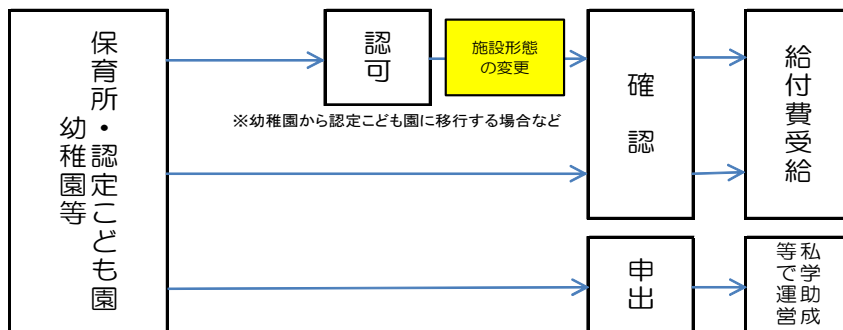 保育所・認定こども園
幼稚園等
認可
施設形態
の変更
※幼稚園から認定こども園に移行する場合など
確認
給付費受給
申出
私学助成
等で運営